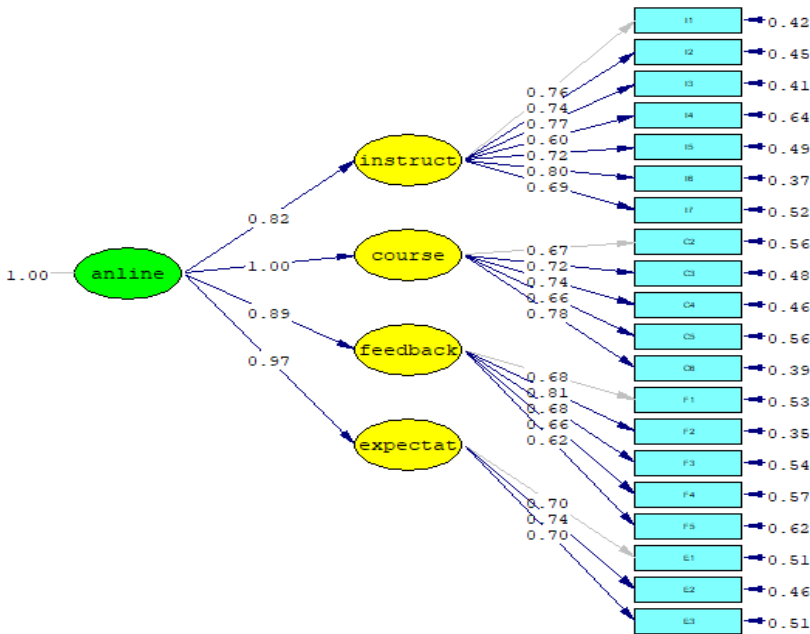 I1
0.42
I2
0.45
I3
0.41
I4
0.64
I5
0.49
I6
0.37
I7
0.52
C2
0.56
C3
0.48
C4
0.46
C5
0.56
C6
0.39
F1
0.53
F2
0.35
F3
0.54
F4
0.57
F5
0.62
E1
0.51
E2
0.46
E3
0.51
0.76
0.74
0.77
0.60
0.72
0.80
0.69
0.67
0.72
0.74
0.66
0.78
0.68
0.81
0.68
0.66
0.62
0.70
0.74
0.70
instruct
course
feedback
expectat
0.82
1.00
0.89
0.97
1.00
anline